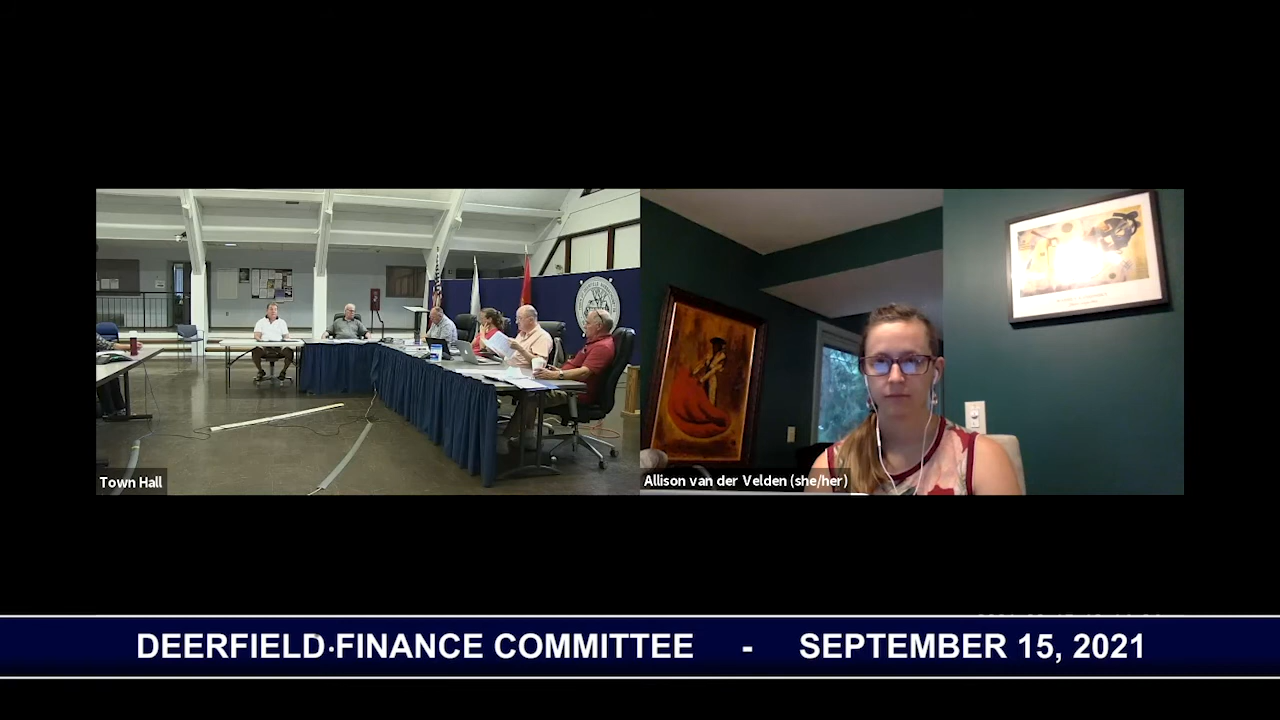 Town Hall
Allison van der Velden (she/her)
DEERFIELD·FINANCE COMMITTEE - SEPTEMBER 15, 2021